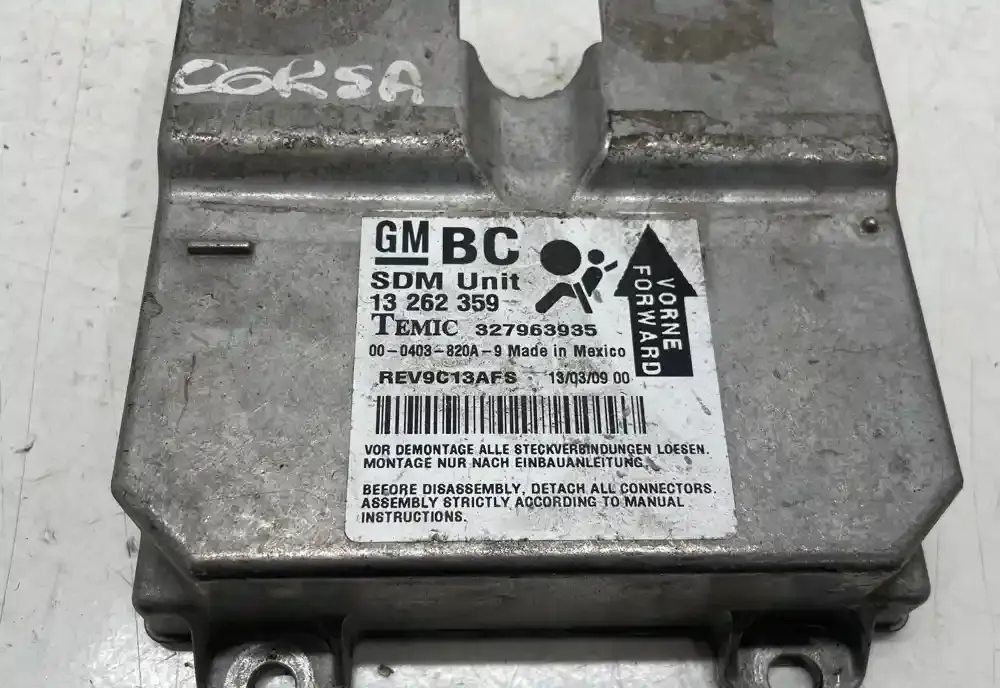 CORSA
GM BC
SDM Unit
13 262 359
TEMIC 327963935
00-0403-820A-9 Made in Mexico
REV9C13AFS 13/03/09 00
VORNE
FORWARD
VOR DEMONTAGE ALLE STECKVERBINDUNGEN LOESEN.
MONTAGE NUR NACH EINBAUANLEITUNG.
BEFORE DISASSEMBLY, DETACH ALL CONNECTORS.
ASSEMBLY STRICTLY ACCORDING TO MANUAL
INSTRUCTIONS.